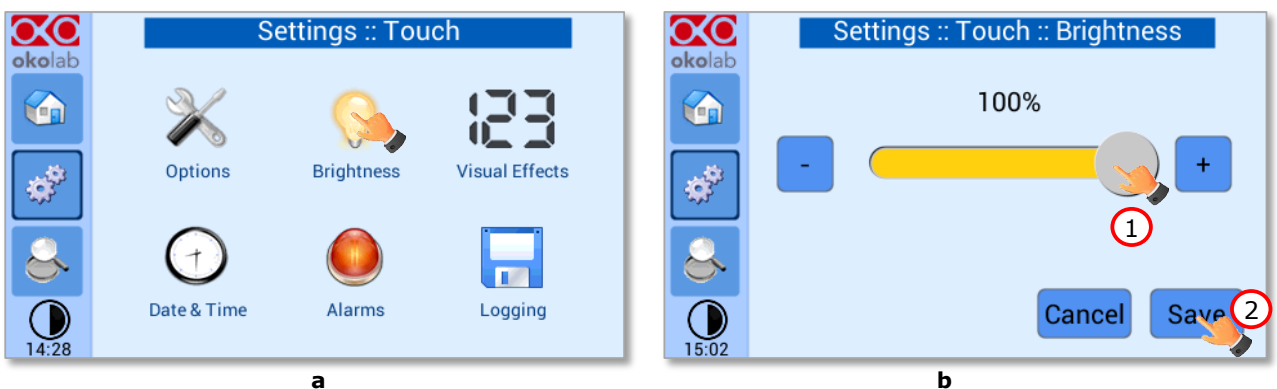 Settings :: Touch
okolab
Options
Brightness
Visual Effects
Date & Time
Alarms
Logging
14:28
a
Settings :: Touch :: Brightness
okolab
100%
-
+
1
Cancel
Save
2
15:02
b